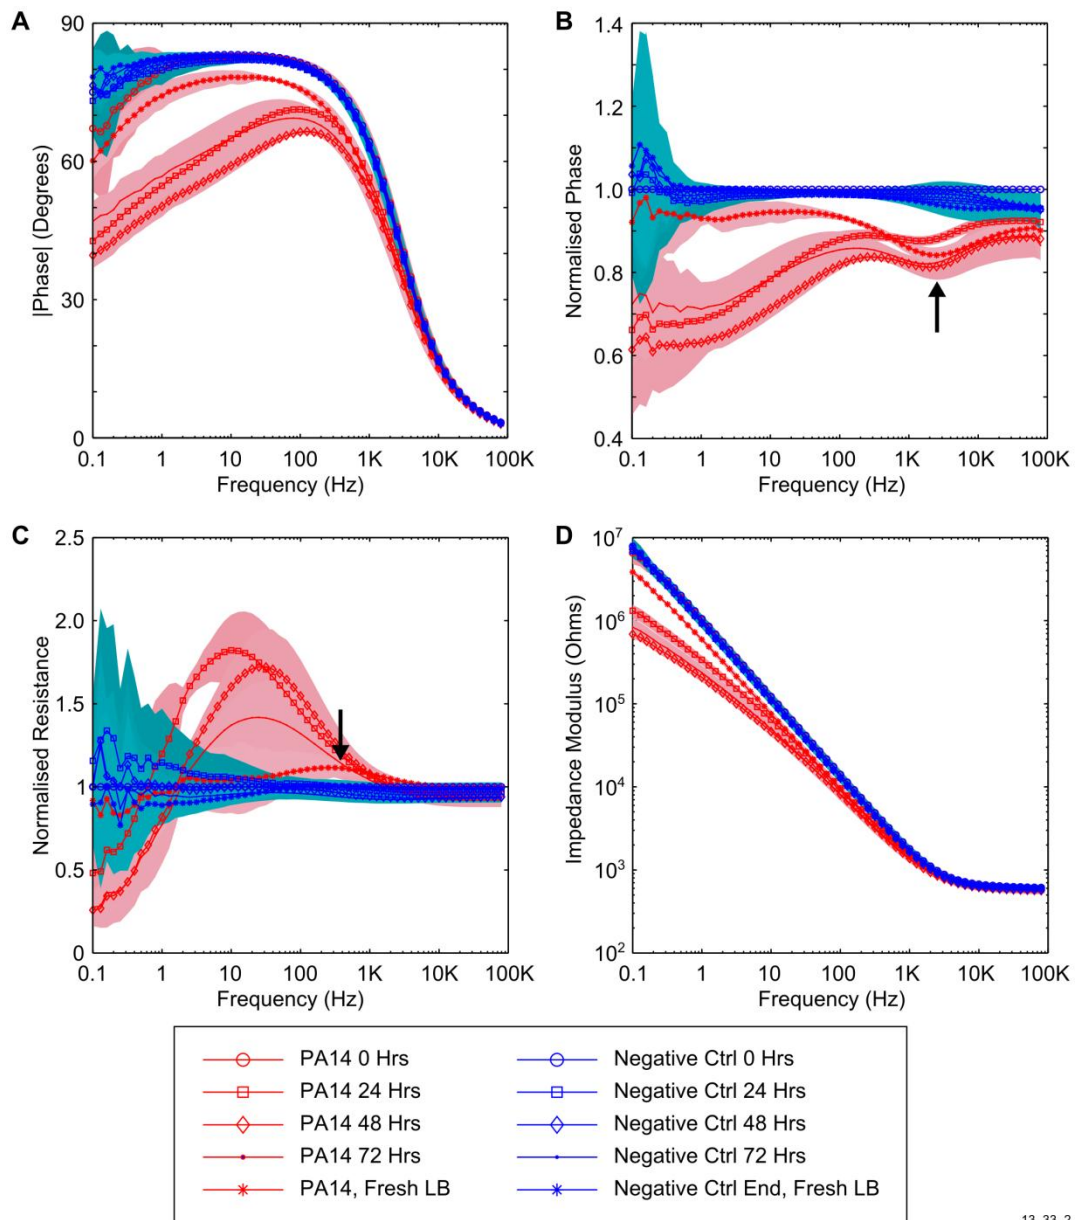 A
90
60
30
0
|Phase| (Degrees)
0.1 1 10 100 1K 10K 100K
Frequency (Hz)
B
1.4
1.2
1.0
0.8
0.6
0.4
Normalised Phase
0.1 1 10 100 1K 10K 100K
Frequency (Hz)
C
2.5
2.0
1.5
1
0.5
0
Normalised Resistance
0.1 1 10 100 1K 10K 100K
Frequency (Hz)
D
10⁷
10⁶
10⁵
10⁴
10³
10²
Impedance Modulus (Ohms)
0.1 1 10 100 1K 10K 100K
Frequency (Hz)
PA14 0 Hrs
PA14 24 Hrs
PA14 48 Hrs
PA14 72 Hrs
PA14, Fresh LB
Negative Ctrl 0 Hrs
Negative Ctrl 24 Hrs
Negative Ctrl 48 Hrs
Negative Ctrl 72 Hrs
Negative Ctrl End, Fresh LB